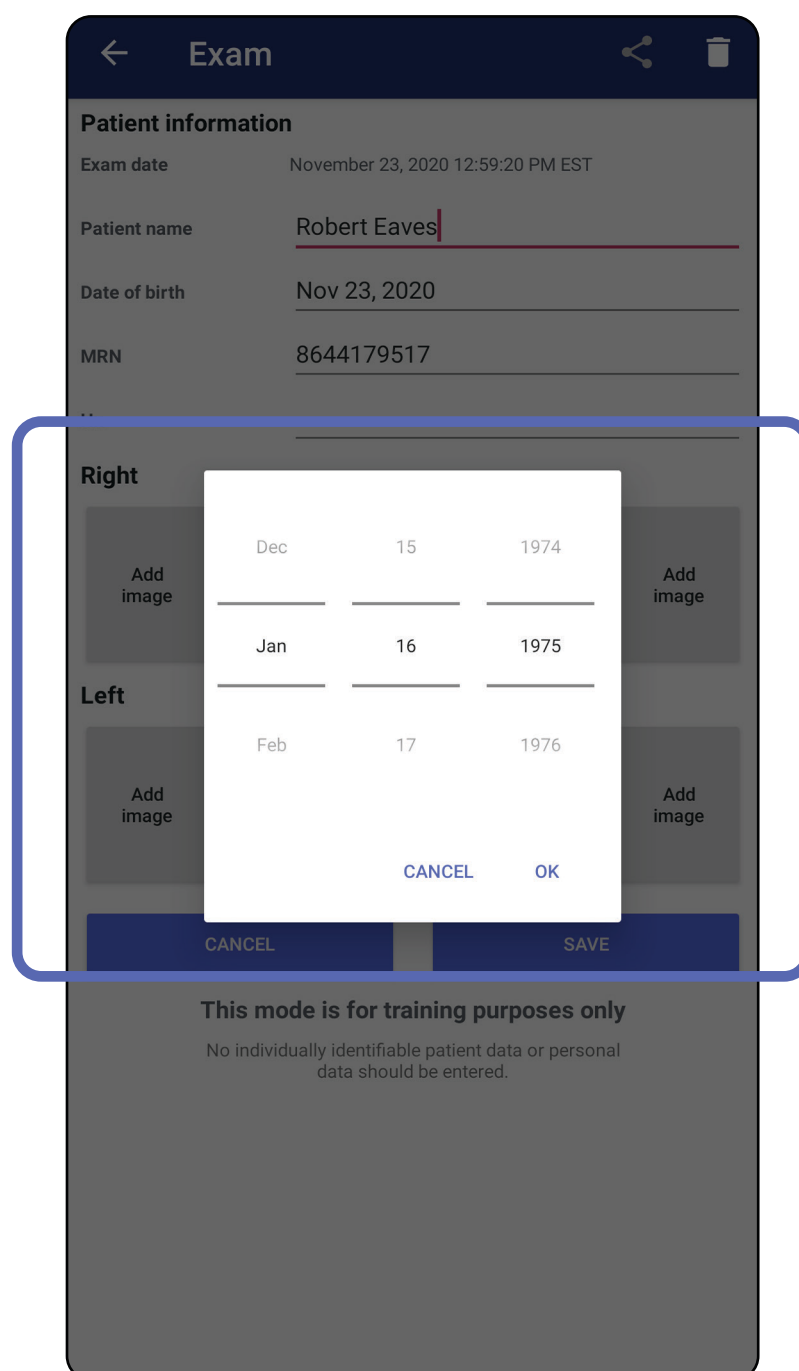 Exam
Patient information
Exam date November 23, 2020 12:59:20 PM EST
Patient name Robert Eaves
Date of birth Nov 23, 2020
MRN 8644179517
Right
Add image
Add image
Dec 15 1974
Jan 16 1975
Feb 17 1976
CANCEL OK
Left
Add image
Add image
CANCEL SAVE
This mode is for training purposes only
No individually identifiable patient data or personal
data should be entered.